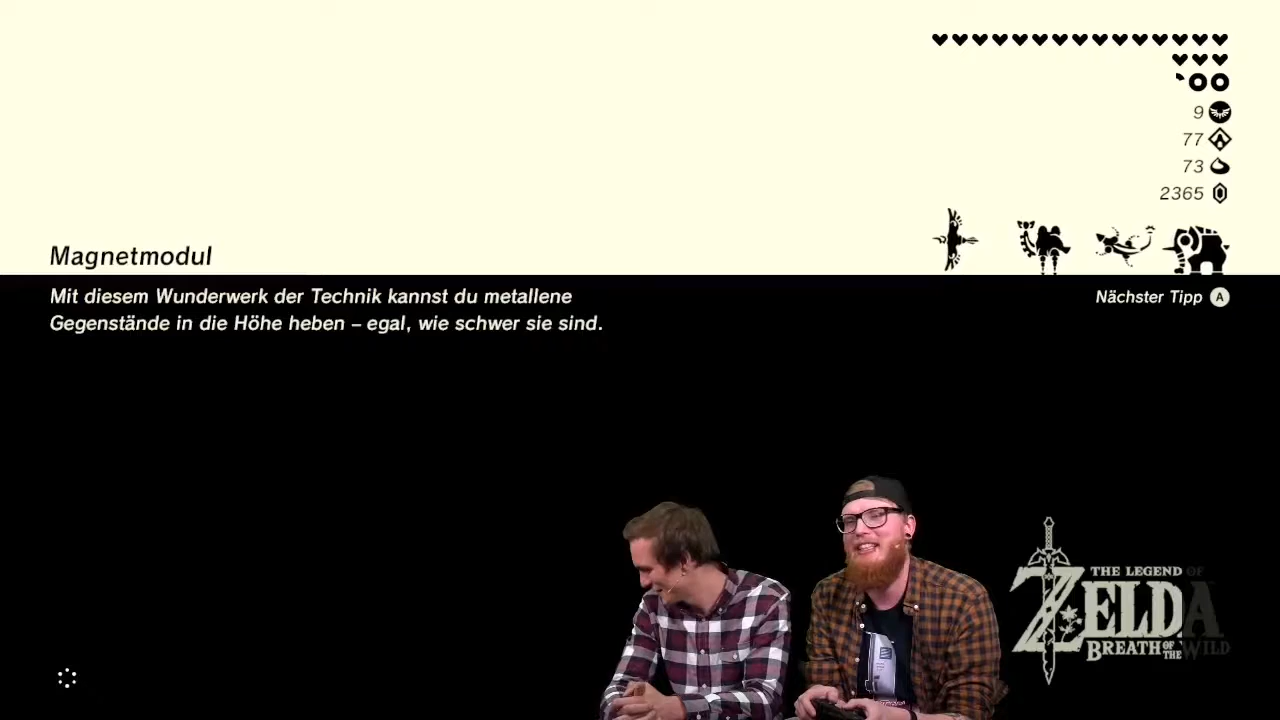 9
77
73
2365
Magnetmodul
Mit diesem Wunderwerk der Technik kannst du metallene
Gegenstände in die Höhe heben – egal, wie schwer sie sind.
Nächster Tipp A
THE LEGEND OF
ZELDA
BREATH OF THE WILD